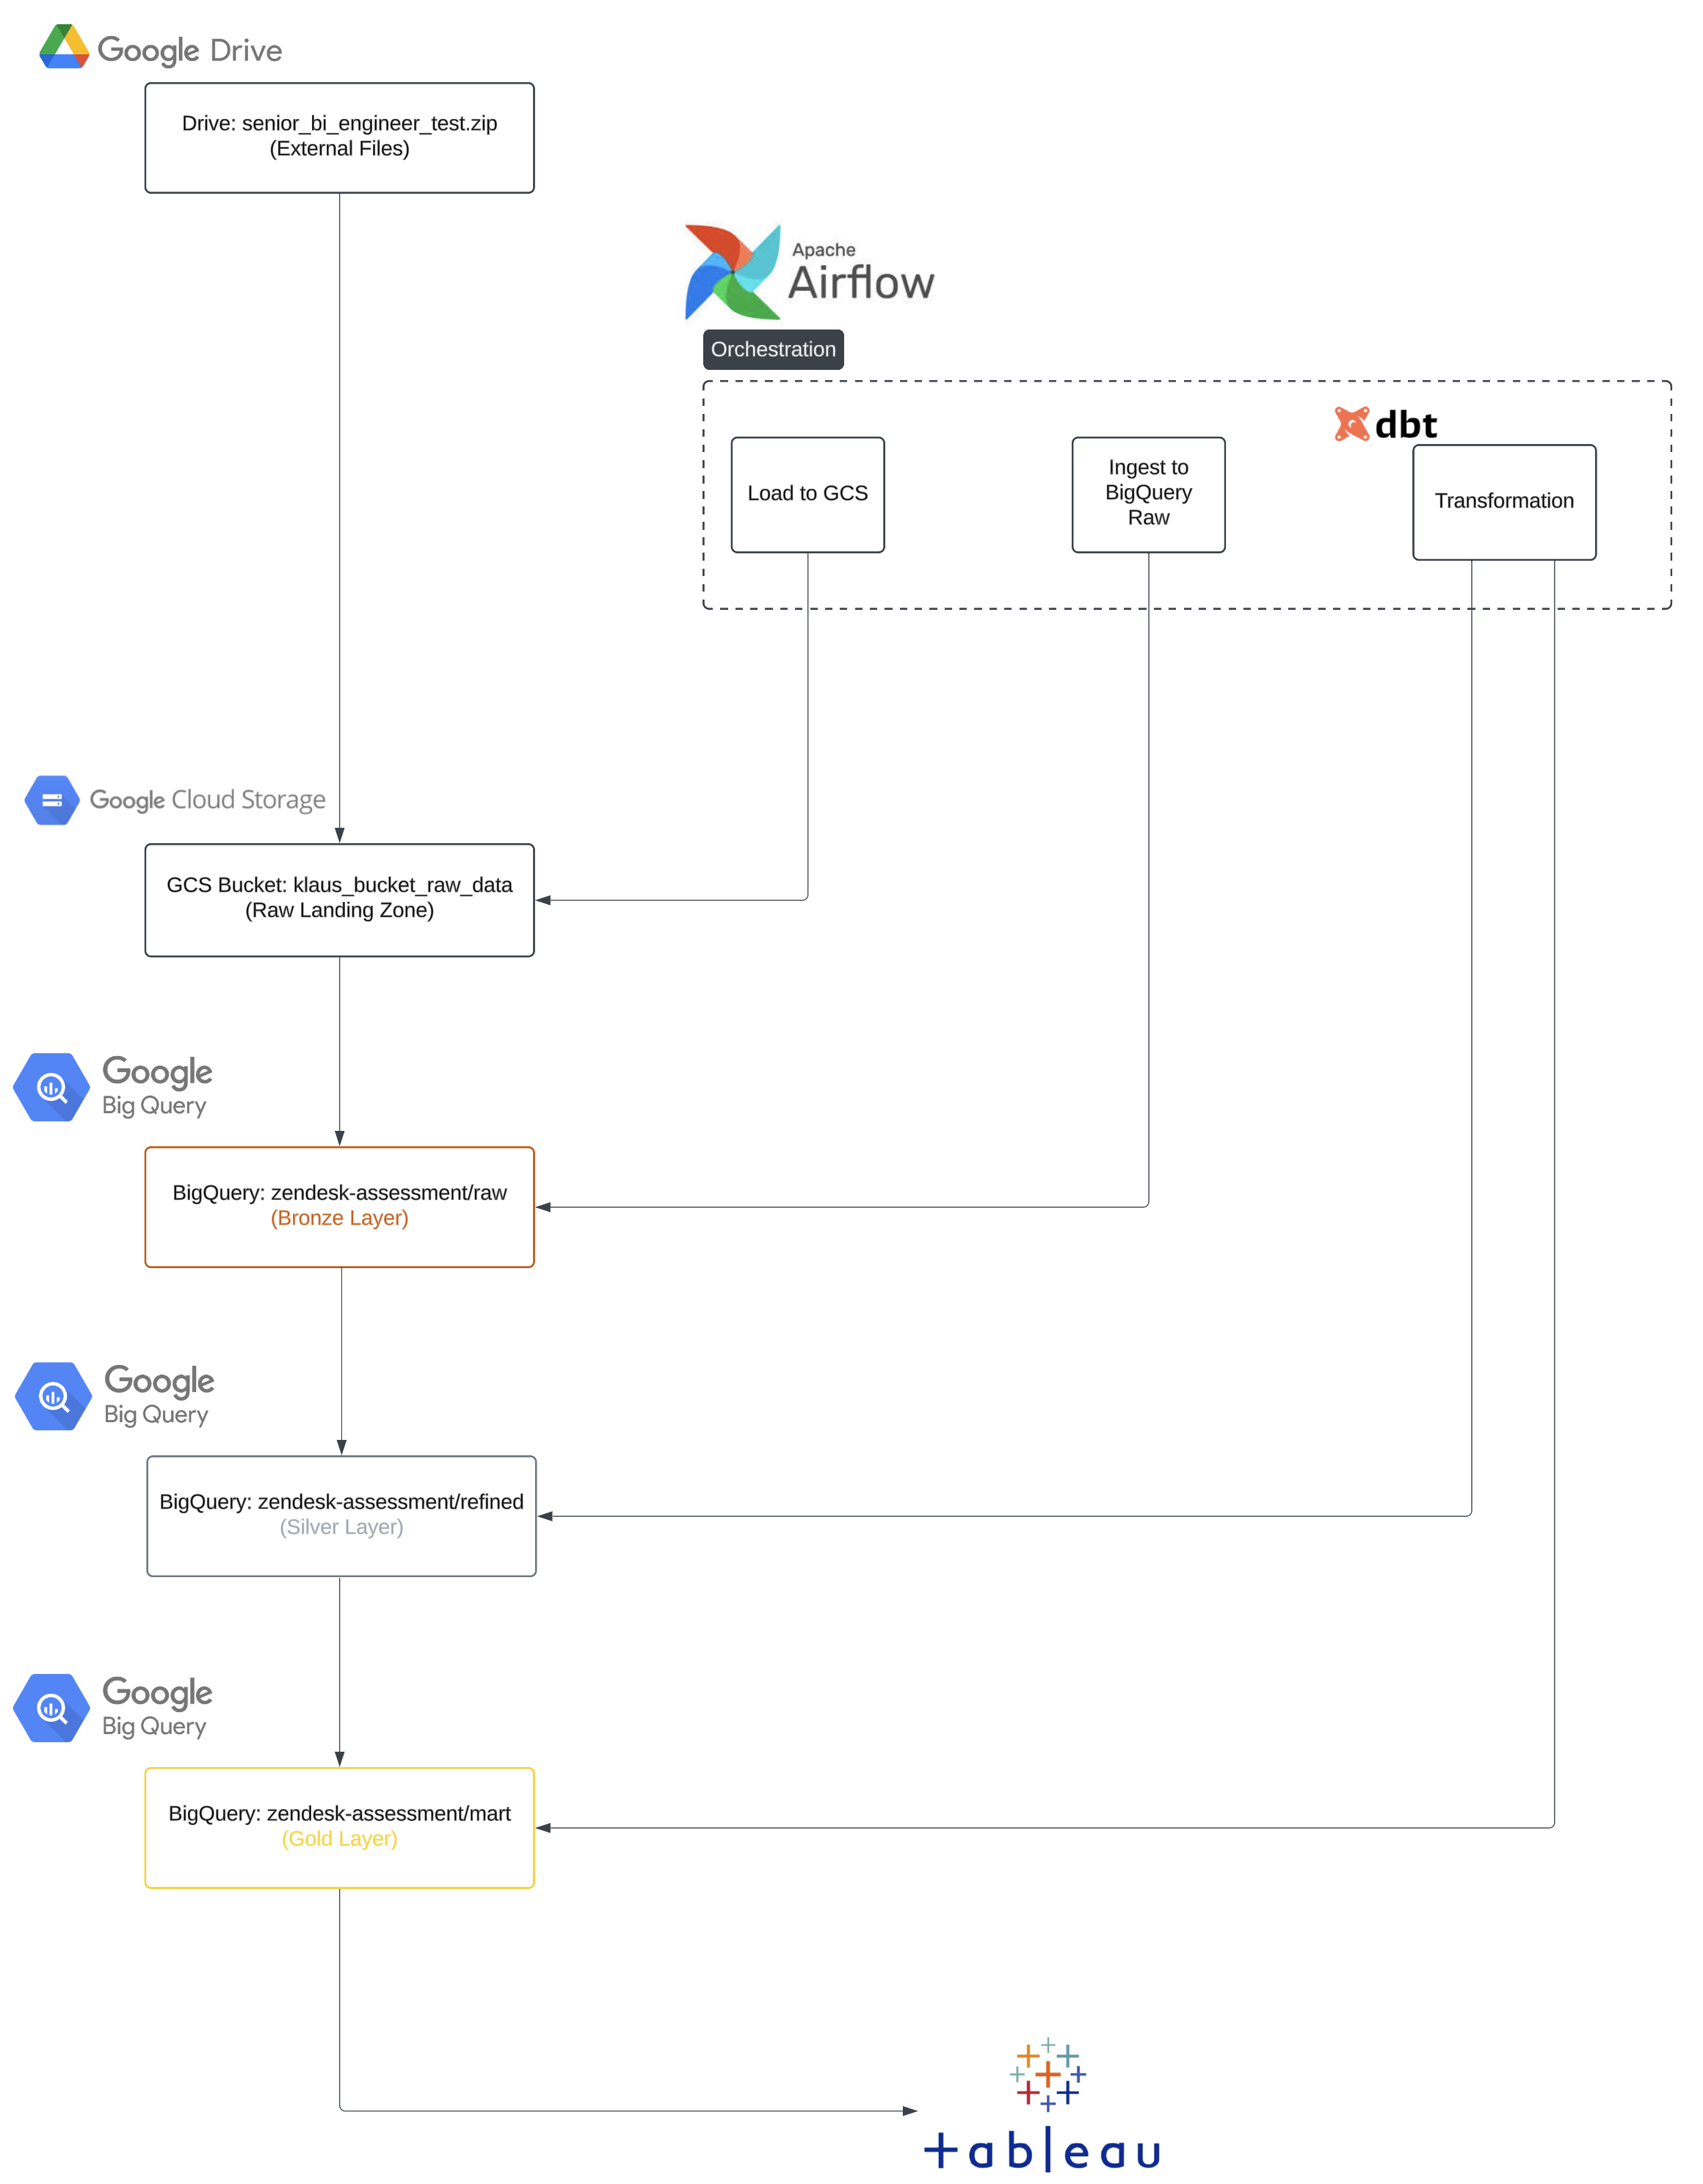 Google Drive
Drive: senior_bi_engineer_test.zip
(External Files)
Apache
Airflow
Orchestration
dbt
Load to GCS
Ingest to
BigQuery
Raw
Transformation
Google Cloud Storage
GCS Bucket: klaus_bucket_raw_data
(Raw Landing Zone)
Google
Big Query
BigQuery: zendesk-assessment/raw
(Bronze Layer)
Google
Big Query
BigQuery: zendesk-assessment/refined
(Silver Layer)
Google
Big Query
BigQuery: zendesk-assessment/mart
(Gold Layer)
+ableau